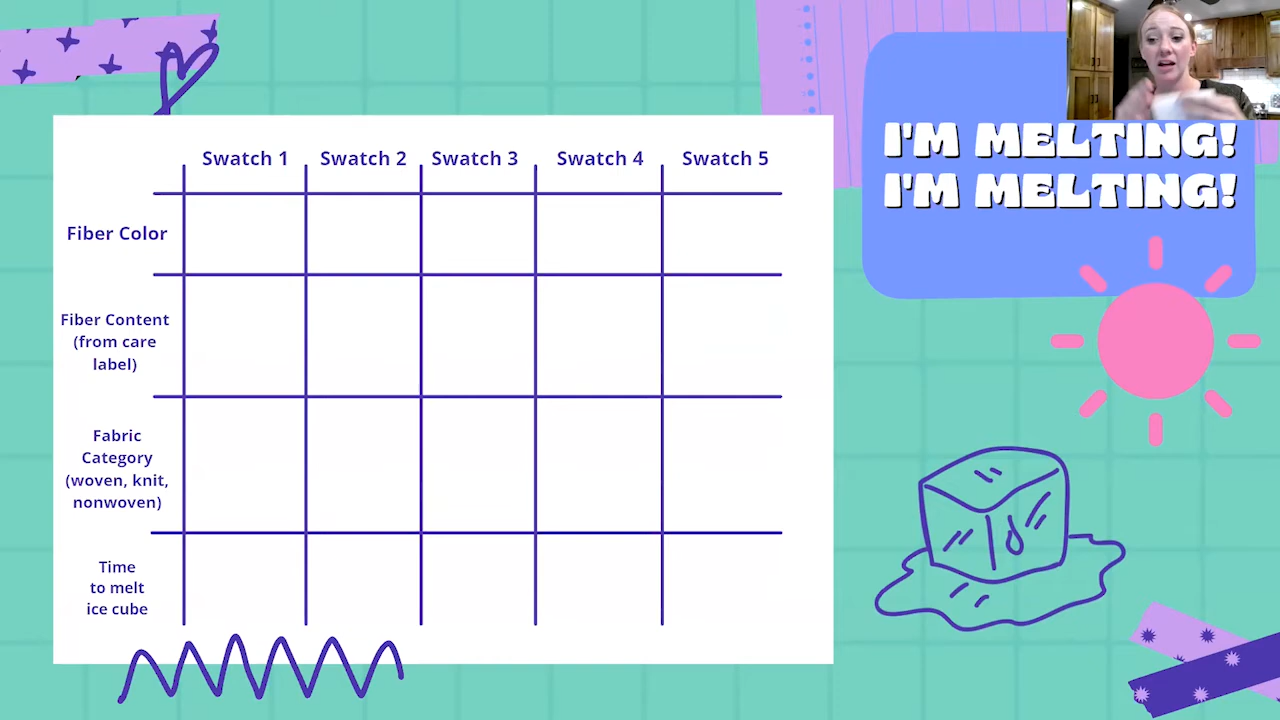 I'M MELTING!
I'M MELTING!
Swatch 1 Swatch 2 Swatch 3 Swatch 4 Swatch 5
Fiber Color
Fiber Content
(from care
label)
Fabric
Category
(woven, knit,
nonwoven)
Time
to melt
ice cube